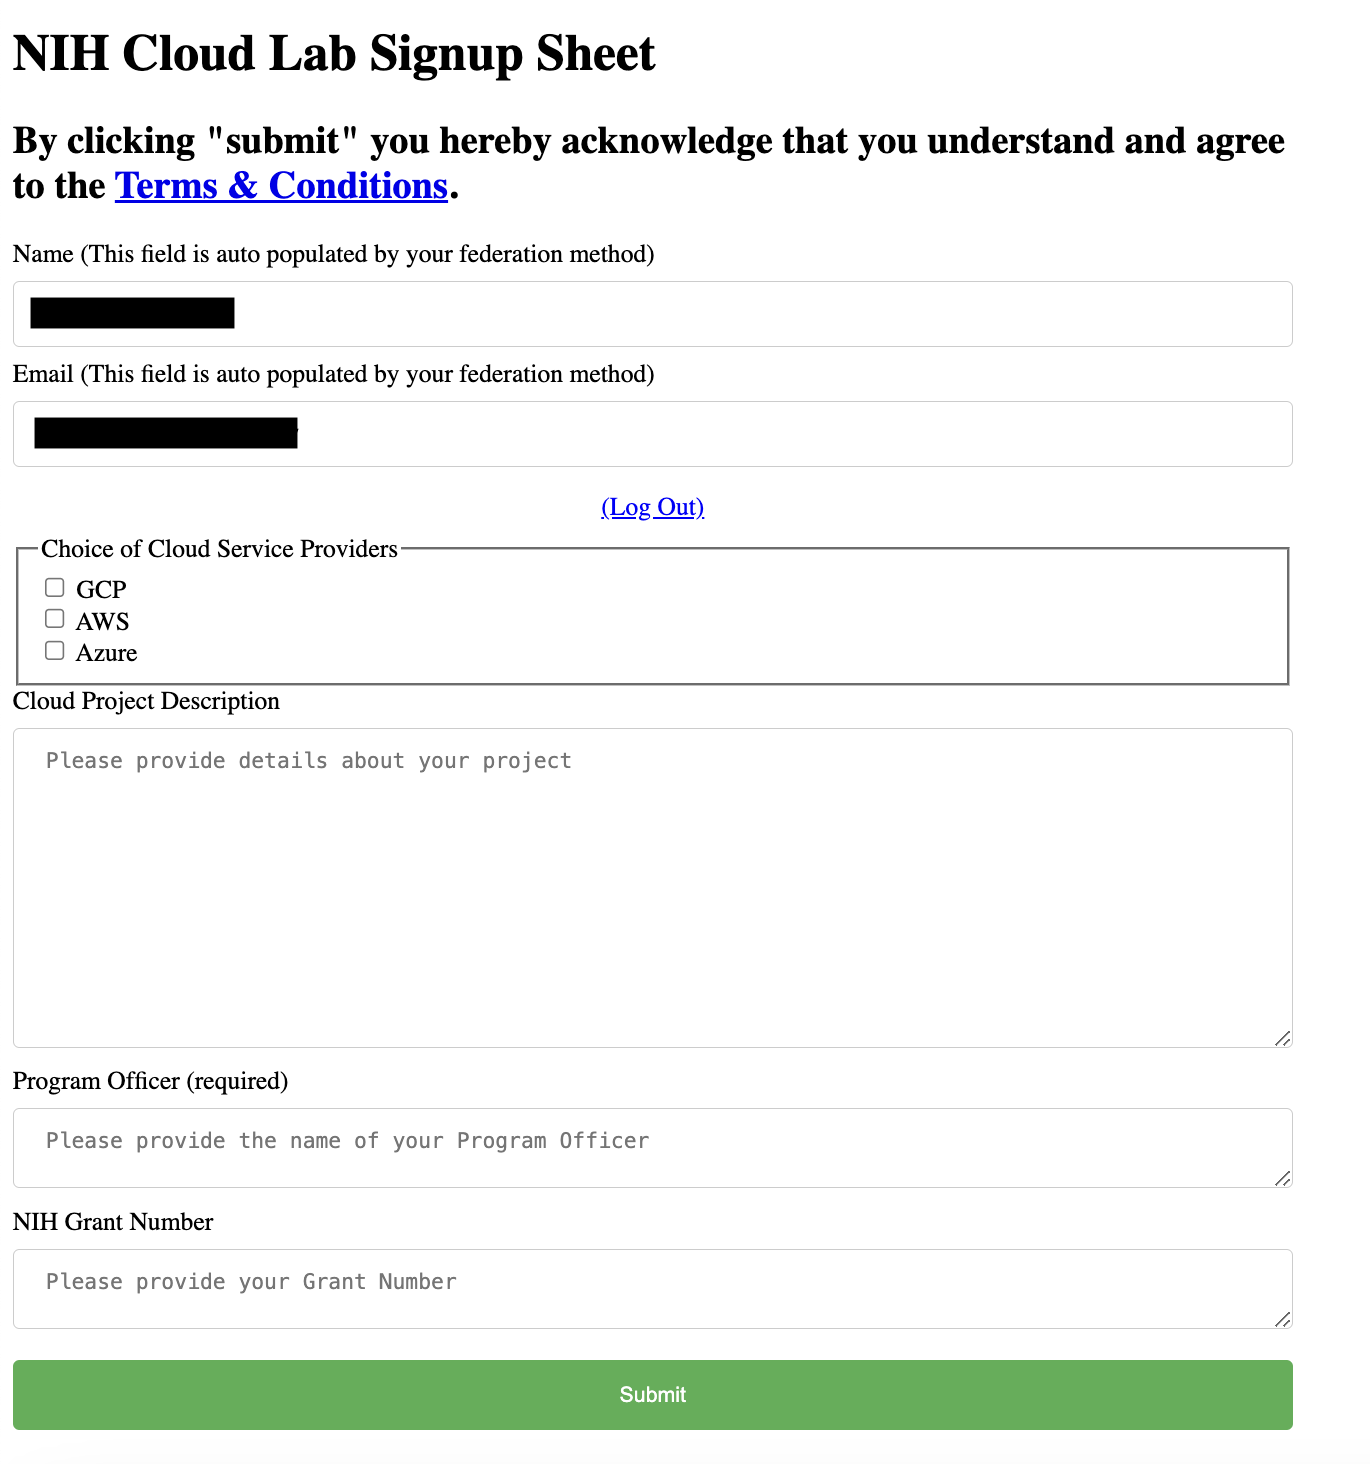 NIH Cloud Lab Signup Sheet
By clicking "submit" you hereby acknowledge that you understand and agree
to the Terms & Conditions.
Name (This field is auto populated by your federation method)
Email (This field is auto populated by your federation method)
(Log Out)
Choice of Cloud Service Providers
GCP
AWS
Azure
Cloud Project Description
Please provide details about your project
Program Officer (required)
Please provide the name of your Program Officer
NIH Grant Number
Please provide your Grant Number
Submit